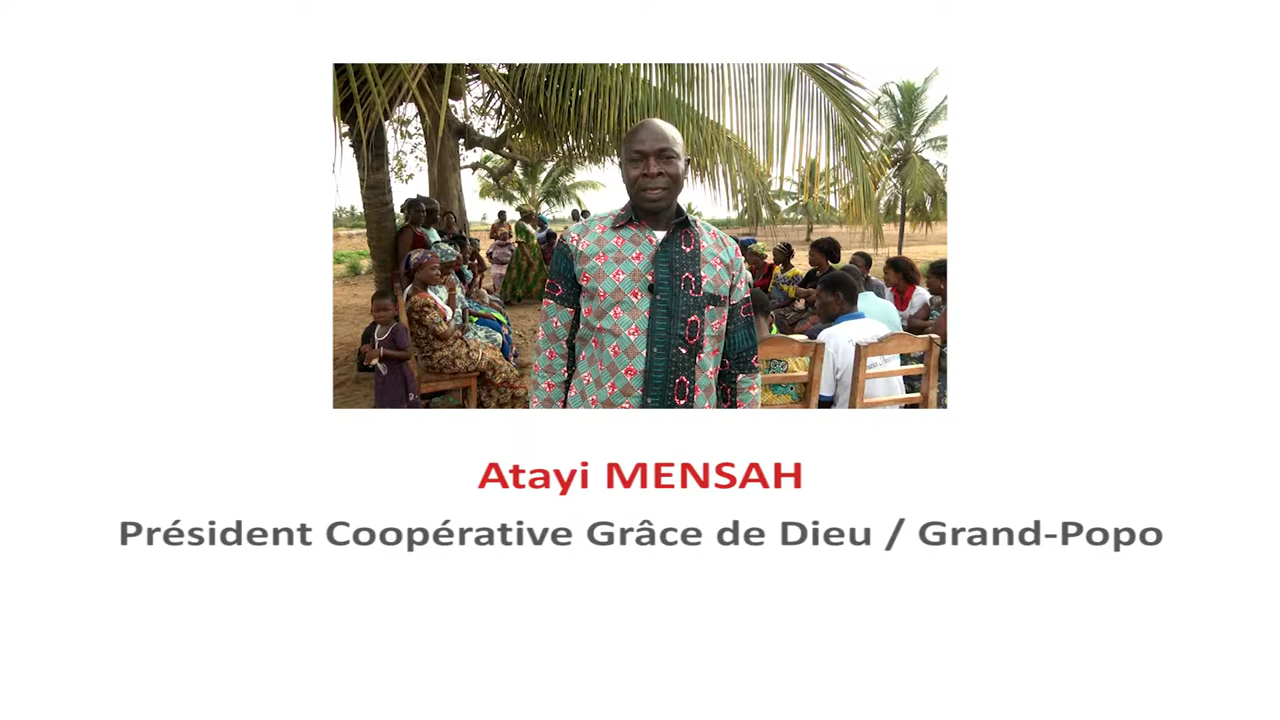 Atayi MENSAH
Président Coopérative Grâce de Dieu / Grand-Popo